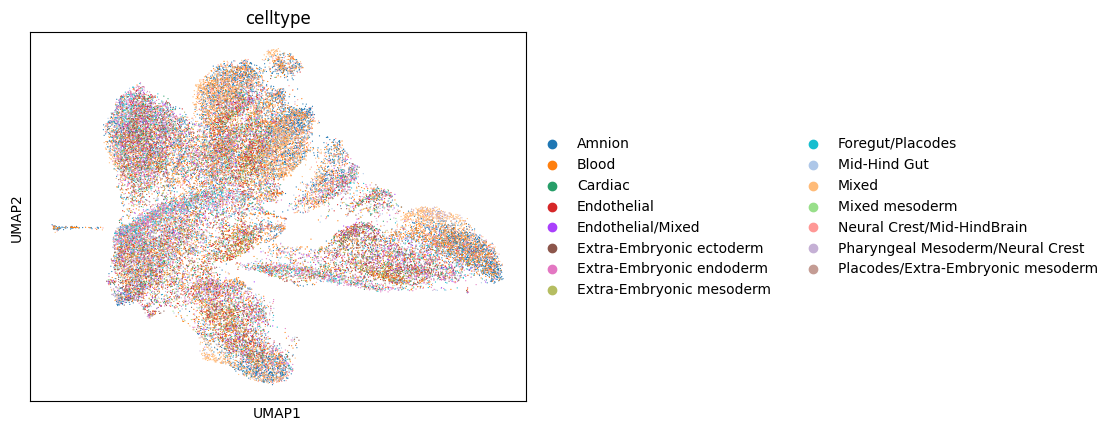 celltype
UMAP2
UMAP1
Amnion
Blood
Cardiac
Endothelial
Endothelial/Mixed
Extra-Embryonic ectoderm
Extra-Embryonic endoderm
Extra-Embryonic mesoderm
Foregut/Placodes
Mid-Hind Gut
Mixed
Mixed mesoderm
Neural Crest/Mid-HindBrain
Pharyngeal Mesoderm/Neural Crest
Placodes/Extra-Embryonic mesoderm